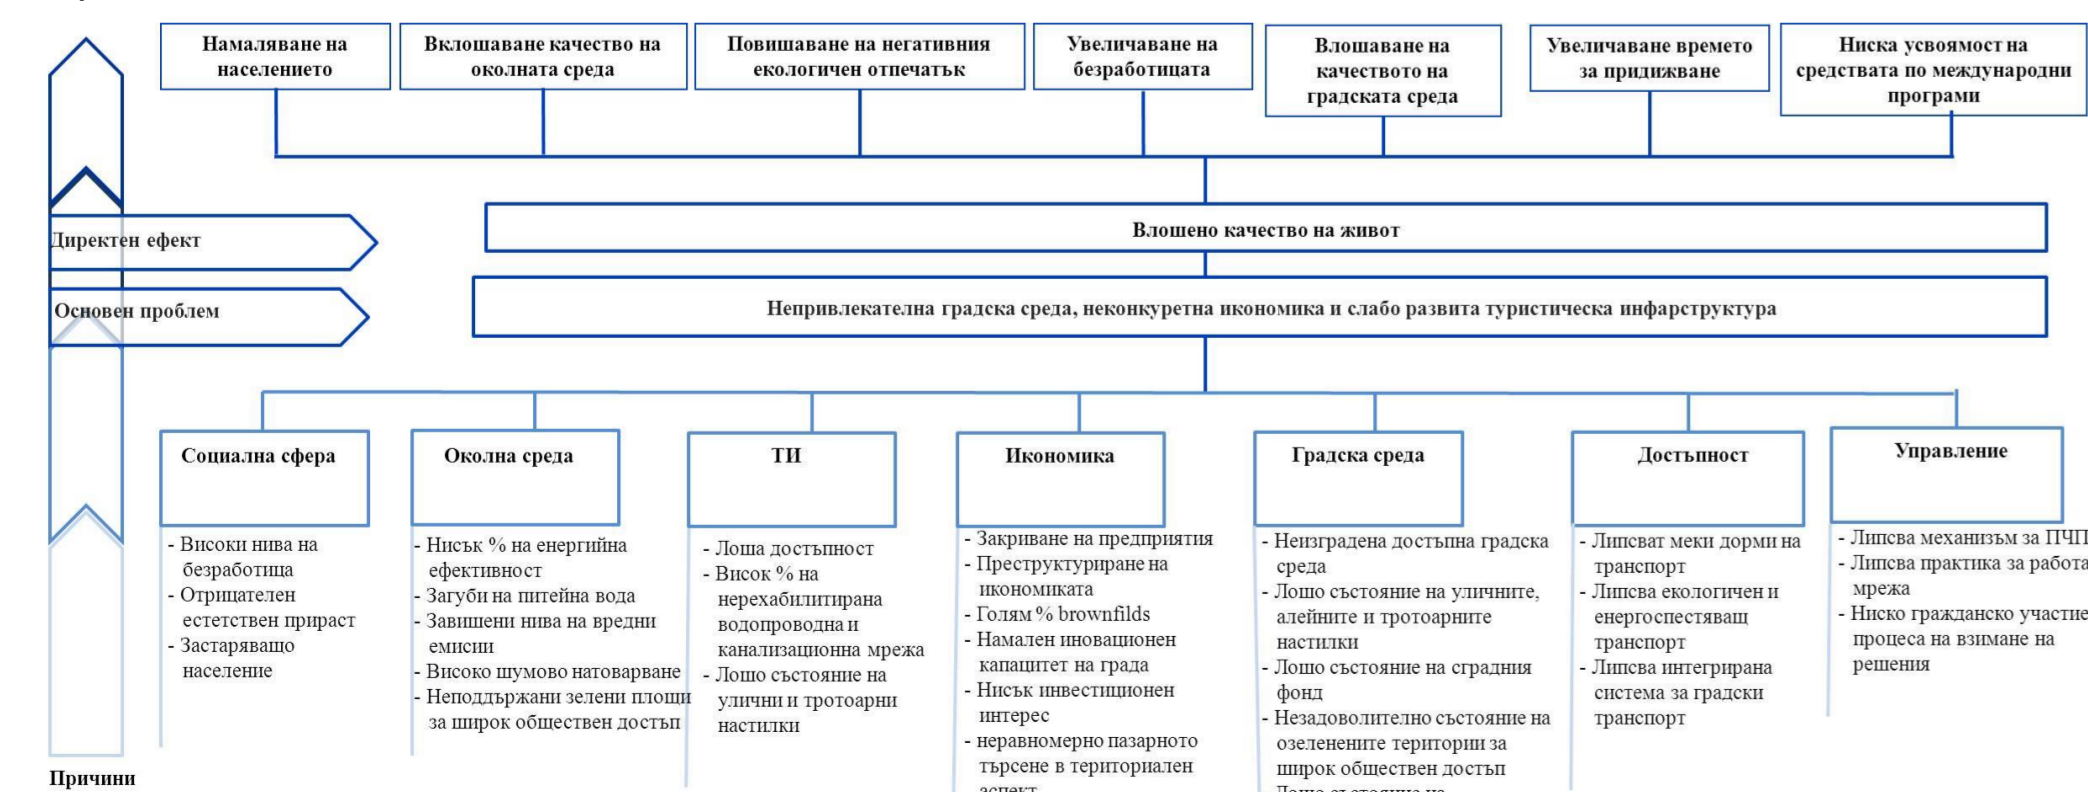 Намаляване на
населението
Вклошаване качество на
околната среда
Повишаване на негативния
екологичен отпечатък
Увеличаване на
безработицата
Влошаване на
качеството на
градската среда
Увеличаване времето
за придижване
Ниска усвоямост на
средствата по международни
програми
Директен ефект
Влошено качество на живот
Основен проблем
Непривлекателна градска среда, неконкуретна икономика и слабо развита туристическа инфарструктура
Социална сфера
- Високи нива на
безработица
- Отрицателен
естетствен прираст
- Застаряващо
население
Околна среда
- Нисък % на енергийна
ефективност
- Загуби на питейна вода
- Завишени нива на вредни
емисии
- Високо шумово натоварване
- Неподдържани зелени площи
за широк обществен достъп
ТИ
- Лоша достъпност
- Висок % на
нерехабилитирана
водопроводна и
канализационна мрежа
- Лошо състояние на
улични и тротоарни
настилки
Икономика
- Закриване на предприятия
- Преструктуриране на
икономиката
- Голям % brownfilds
- Намален иновационен
капацитет на града
- Нисък инвестиционен
интерес
- неравномерно пазарното
търсене в териториален
аспект
Градска среда
- Неизградена достъпна градска
среда
- Лошо състояние на уличните,
алейните и тротоарните
настилки
- Лошо състояние на сградния
фонд
- Незадоволително състояние на
озеленените територии за
широк обществен достъп
- Лошо състояние на
Достъпност
- Липсват меки дорми на
транспорт
- Липсва екологичен и
енергоспестяващ
транспорт
- Липсва интегрирана
система за градски
транспорт
Управление
- Липсва механизъм за ПЧП
- Липсва практика за работа
мрежа
- Ниско гражданско участие
процеса на взимане на
решения
Причини